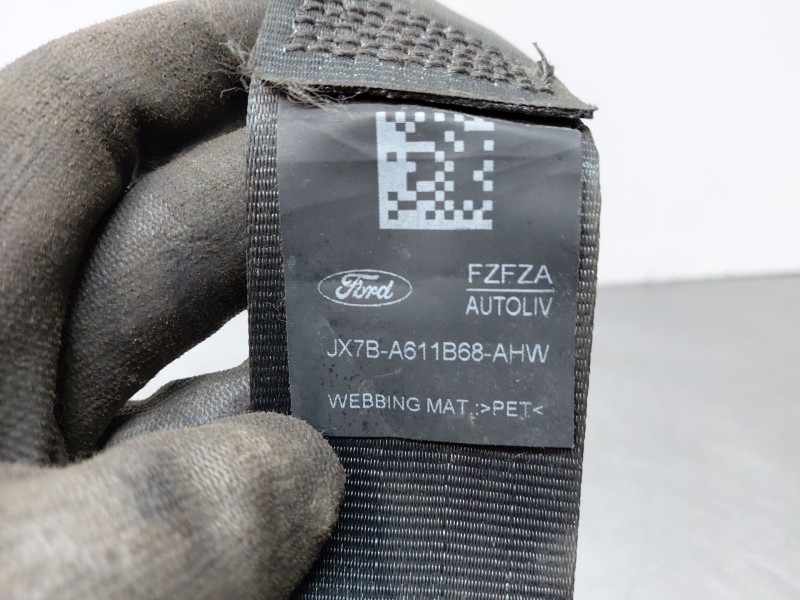 Ford
FZFZA
AUTOLIV
JX7B-A611B68-AHW
WEBBING MAT.:>PET<